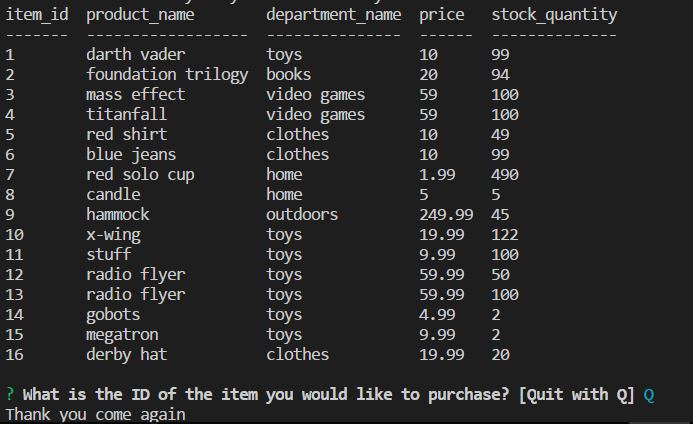 item_id  product_name        department_name  price   stock_quantity
-------  ------------------  ---------------  ------  --------------
1        darth vader         toys             10      99
2        foundation trilogy  books            20      94
3        mass effect         video games      59      100
4        titanfall           video games      59      100
5        red shirt           clothes          10      49
6        blue jeans          clothes          10      99
7        red solo cup        home             1.99    490
8        candle              home             5       5
9        hammock             outdoors         249.99  45
10       x-wing              toys             19.99   122
11       stuff               toys             9.99    100
12       radio flyer         toys             59.99   50
13       radio flyer         toys             59.99   100
14       gobots              toys             4.99    2
15       megatron            toys             9.99    2
16       derby hat           clothes          19.99   20
? What is the ID of the item you would like to purchase? [Quit with Q] Q
Thank you come again